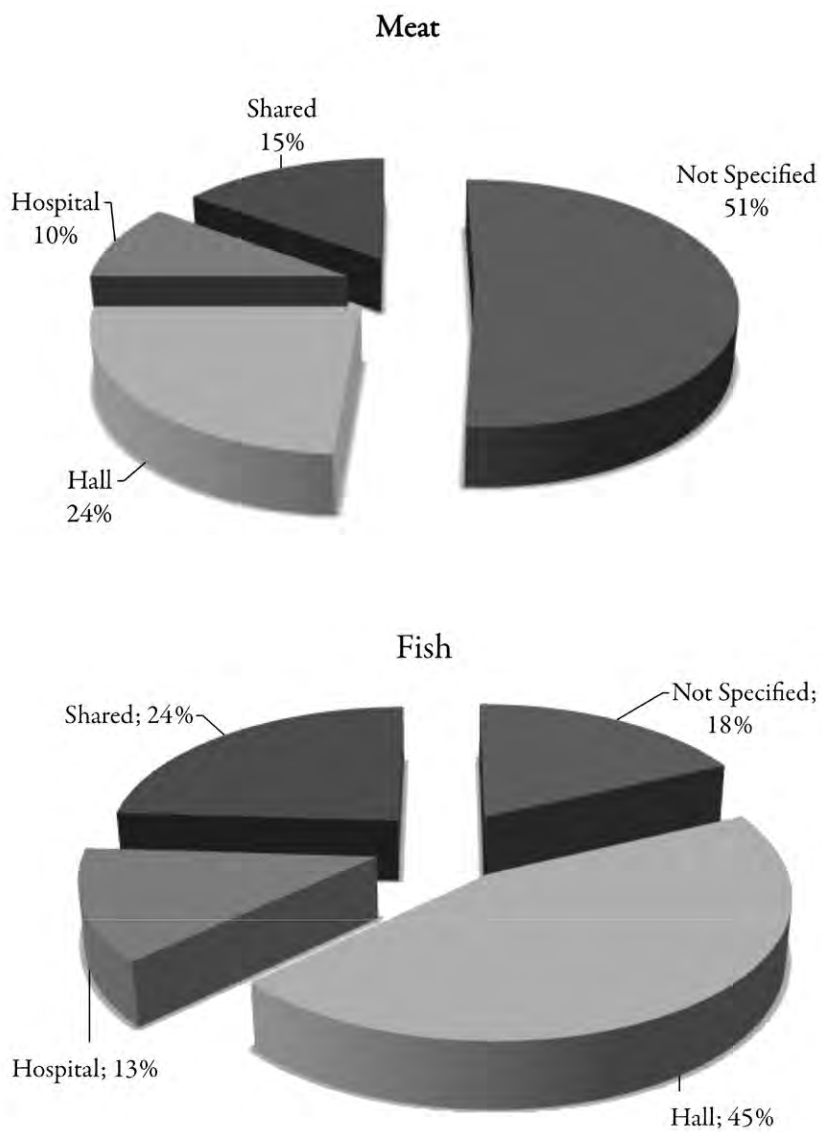 Meat
Shared
15%
Not Specified
51%
Hospital
10%
Hall
24%
Fish
Shared; 24%
Not Specified;
18%
Hospital; 13%
Hall; 45%